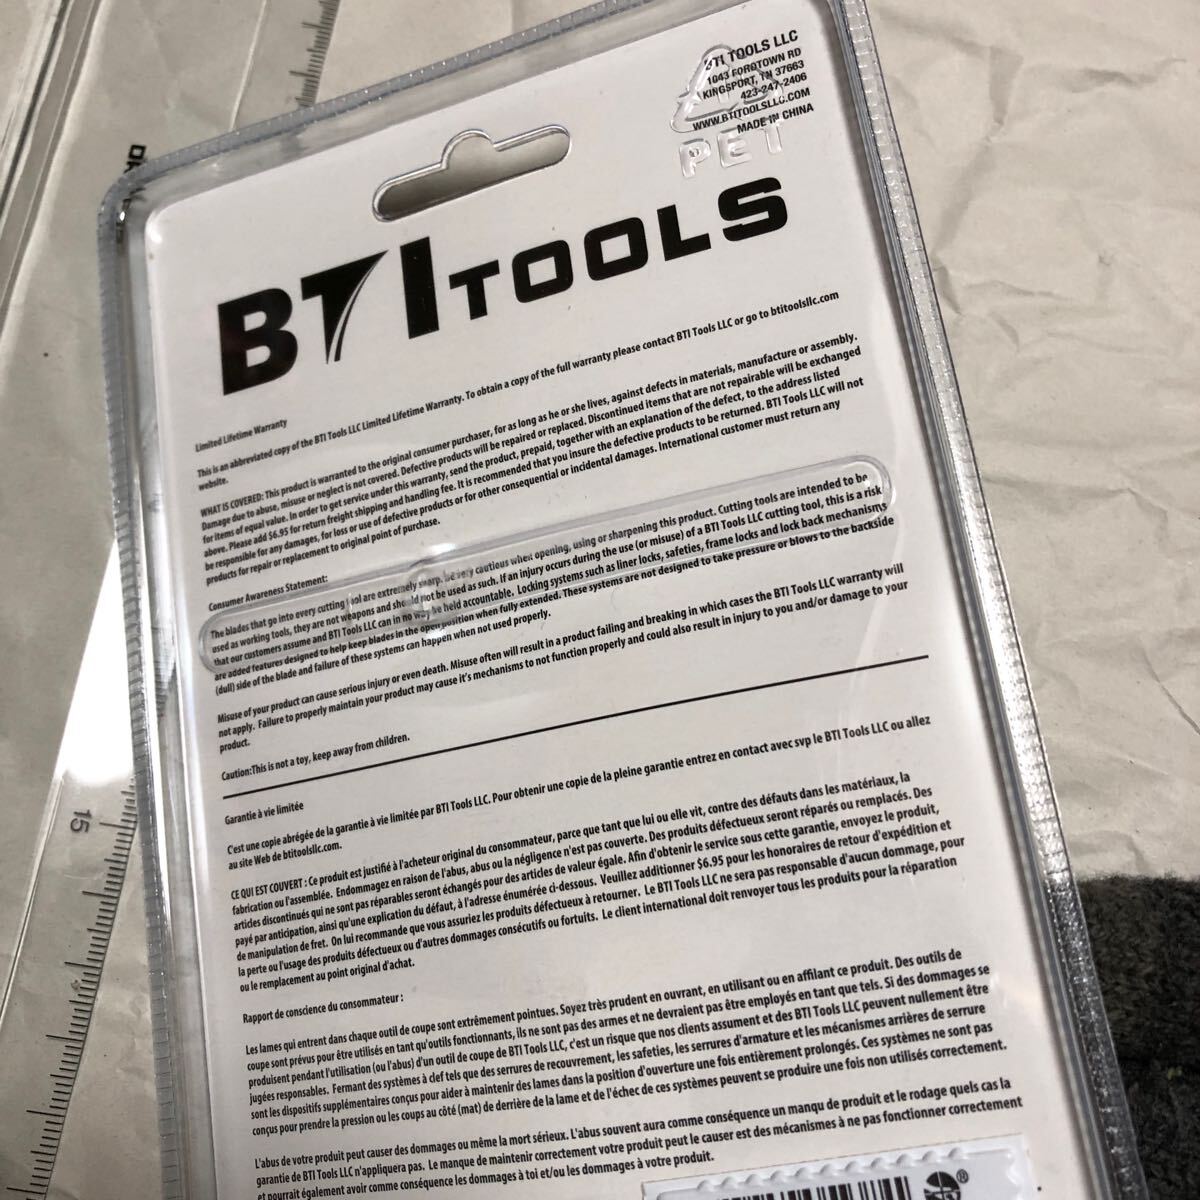 BTI TOOLS LLC
1043 FORDTOWN RD
KINGSPORT, TN 37663
423-247-2406
WWW.BTITOOLSLLC.COM
MADE IN CHINA
PET
BTI TOOLS
Limited Lifetime Warranty
This is an abbreviated copy of the BTI Tools LLC Limited Lifetime Warranty. To obtain a copy of the full warranty please contact BTI Tools LLC or go to btitoolsllc.com
website.
WHAT IS COVERED: This product is warranted to the original consumer purchaser, for as long as he or she lives, against defects in materials, manufacture or assembly.
Damage due to abuse, misuse or neglect is not covered. Defective products will be repaired or replaced. Discontinued items that are not repairable will be exchanged
for items of equal value. In order to get service under this warranty, send the product, prepaid, together with an explanation of the defect, to the address listed
above. Please add $6.95 for return freight shipping and handling fee. It is recommended that you insure the defective products to be returned. BTI Tools LLC will not
be responsible for any damages, for loss or use of defective products or for other consequential or incidental damages. International customer must return any
products for repair or replacement to original point of purchase.
Consumer Awareness Statement:
The blades that go into every cutting tool are extremely sharp. Be very cautious when opening, using or sharpening this product. Cutting tools are intended to be
used as working tools, they are not weapons and should not be used as such. If an injury occurs during the use (or misuse) of a BTI Tools LLC cutting tool, this is a risk
that our customers assume and BTI Tools LLC can in no way be held accountable. Locking systems such as liner locks, safeties, frame locks and lock back mechanisms
are added features designed to help keep blades in the open position when fully extended. These systems are not designed to take pressure or blows to the backside
(dull) side of the blade and failure of these systems can happen when not used properly.
Misuse of your product can cause serious injury or even death. Misuse often will result in a product failing and breaking in which cases the BTI Tools LLC warranty will
not apply. Failure to properly maintain your product may cause it's mechanisms to not function properly and could also result in injury to you and/or damage to your
product.
Caution:This is not a toy, keep away from children.
Garantie à vie limitée
C'est une copie abrégée de la garantie à vie limitée par BTI Tools LLC. Pour obtenir une copie de la pleine garantie entrez en contact avec svp le BTI Tools LLC ou allez
au site Web de btitoolsllc.com.
CE QUI EST COUVERT : Ce produit est justifié à l'acheteur original du consommateur, parce que tant que lui ou elle vit, contre des défauts dans les matériaux, la
fabrication ou l'assemblée. Endommagez en raison de l'abus, abus ou la négligence n'est pas couverte. Des produits défectueux seront réparés ou remplacés. Des
articles discontinués qui ne sont pas réparables seront échangés pour des articles de valeur égale. Afin d'obtenir le service sous cette garantie, envoyez le produit,
payé par anticipation, ainsi qu'une explication du défaut, à l'adresse énumérée ci-dessous. Veuillez additionner $6.95 pour les honoraires de retour d'expédition et
de manipulation de fret. On lui recommande que vous assuriez les produits défectueux à retourner. Le BTI Tools LLC ne sera pas responsable d'aucun dommage, pour
la perte ou l'usage des produits défectueux ou d'autres dommages consécutifs ou fortuits. Le client international doit renvoyer tous les produits pour la réparation
ou le remplacement au point original d'achat.
Rapport de conscience du consommateur :
Les lames qui entrent dans chaque outil de coupe sont extrêmement pointues. Soyez très prudent en ouvrant, en utilisant ou en affilant ce produit. Des outils de
coupe sont prévus pour être utilisés en tant qu'outils fonctionnants, ils ne sont pas des armes et ne devraient pas être employés en tant que tels. Si des dommages se
produisent pendant l'utilisation (ou l'abus) d'un outil de coupe de BTI Tools LLC, c'est un risque que nos clients assument et des BTI Tools LLC peuvent nullement être
jugées responsables. Fermant des systèmes à def tels que des serrures de recouvrement, les safeties, les serrures d'armature et les mécanismes arrières de serrure
sont les dispositifs supplémentaires conçus pour aider à maintenir des lames dans la position d'ouverture une fois entièrement prolongés. Ces systèmes ne sont pas
conçus pour prendre la pression ou les coups au côté (mat) de derrière de la lame et de l'échec de ces systèmes peuvent se produire une fois non utilisés correctement.
L'abus de votre produit peut causer des dommages ou même la mort sérieux. L'abus souvent aura comme conséquence un manqu de produit et le rodage quels cas la
garantie de BTI Tools LLC n'appliquera pas. Le manque de maintenir correctement votre produit peut le causer est des mécanismes à ne pas fonctionner correctement
et pourrait également avoir comme conséquence les dommages à toi et/ou les dommages à votre produit.
15